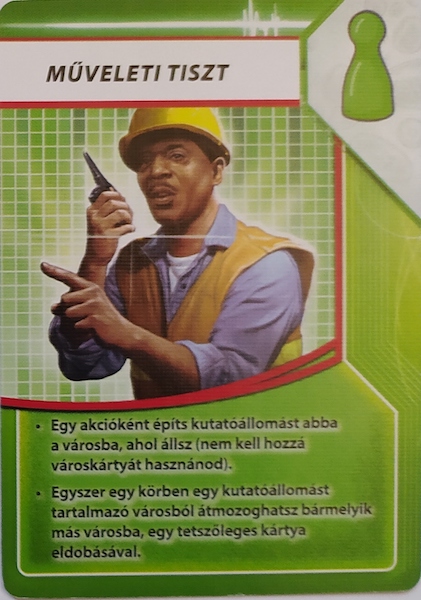 MŰVELETI TISZT
• Egy akcióként építs kutatóállomást abba
a városba, ahol állsz (nem kell hozzá
városkártyát hasznánod).
• Egyszer egy körben egy kutatóállomást
tartalmazó városból átmozoghatsz bármelyik
más városba, egy tetszőleges kártya
eldobásával.